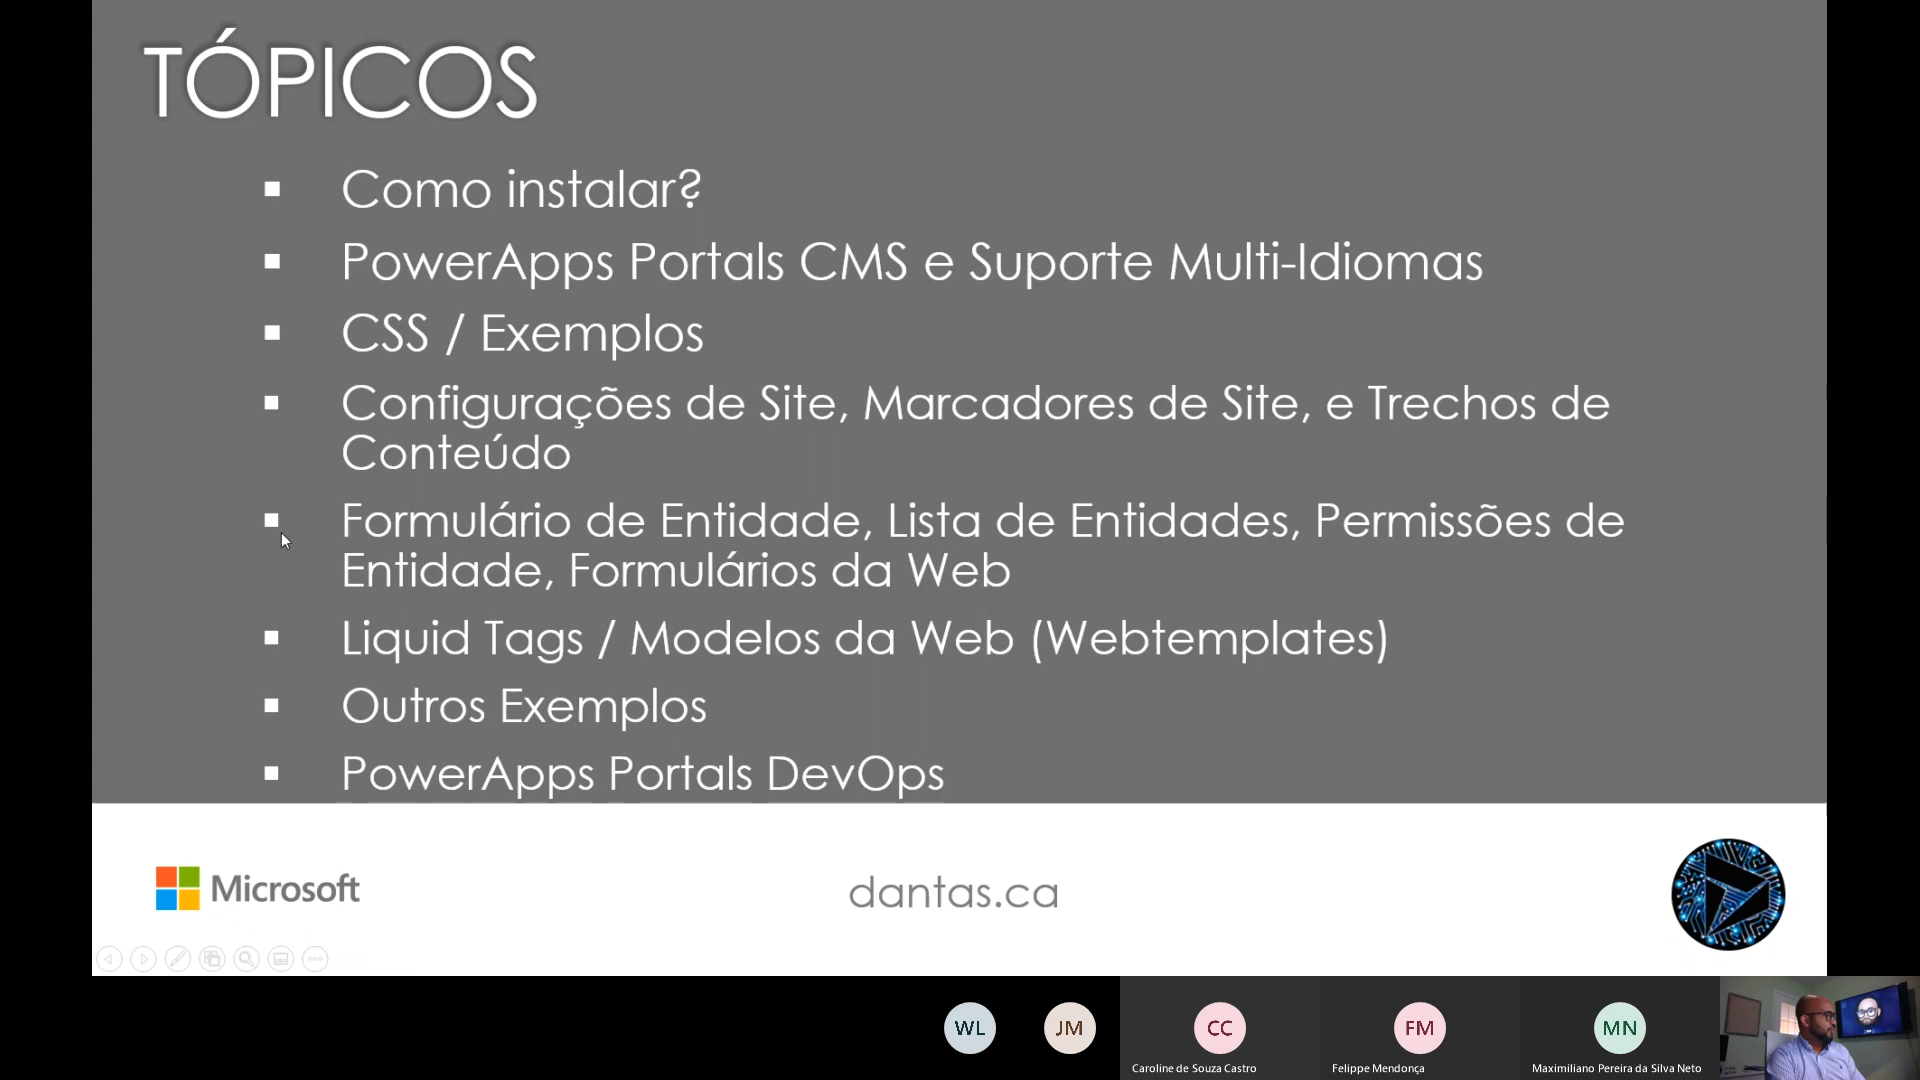 TÓPICOS
Como instalar?
PowerApps Portals CMS e Suporte Multi-Idiomas
CSS / Exemplos
Configurações de Site, Marcadores de Site, e Trechos de
Conteúdo
Formulário de Entidade, Lista de Entidades, Permissões de
Entidade, Formulários da Web
Liquid Tags / Modelos da Web (Webtemplates)
Outros Exemplos
PowerApps Portals DevOps
Microsoft
dantas.ca
WL
JM
CC
FM
MN
Caroline de Souza Castro
Felippe Mendonça
Maximiliano Pereira da Silva Neto